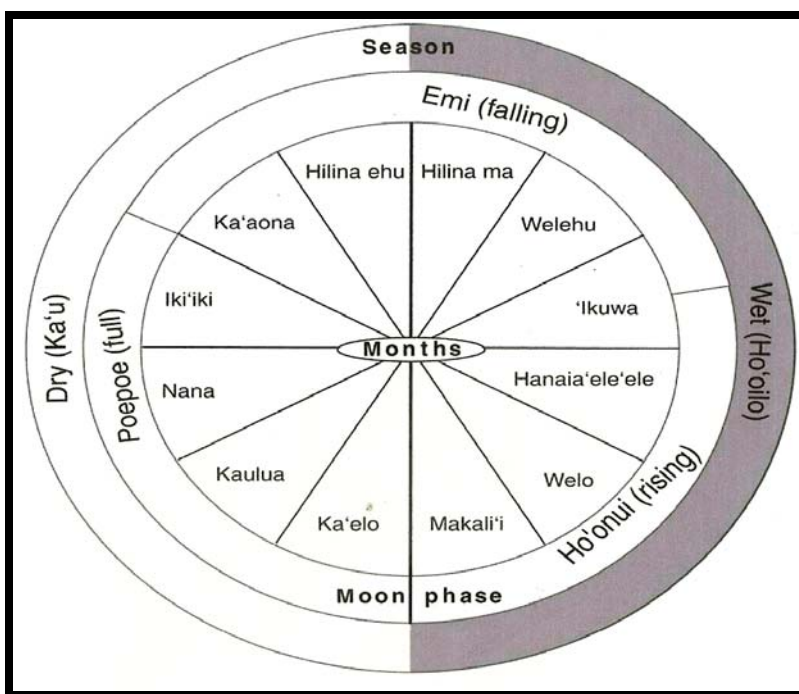 Season
Emi (falling)
Hilina ehu
Hilina ma
Ka‘aona
Welehu
Iki‘iki
‘Ikuwa
Dry (Ka‘u)
Poepoe (full)
Months
Wet (Ho‘oilo)
Nana
Hanaia‘ele‘ele
Kaulua
Welo
Ka‘elo
Makali‘i
Ho‘onui (rising)
Moon phase